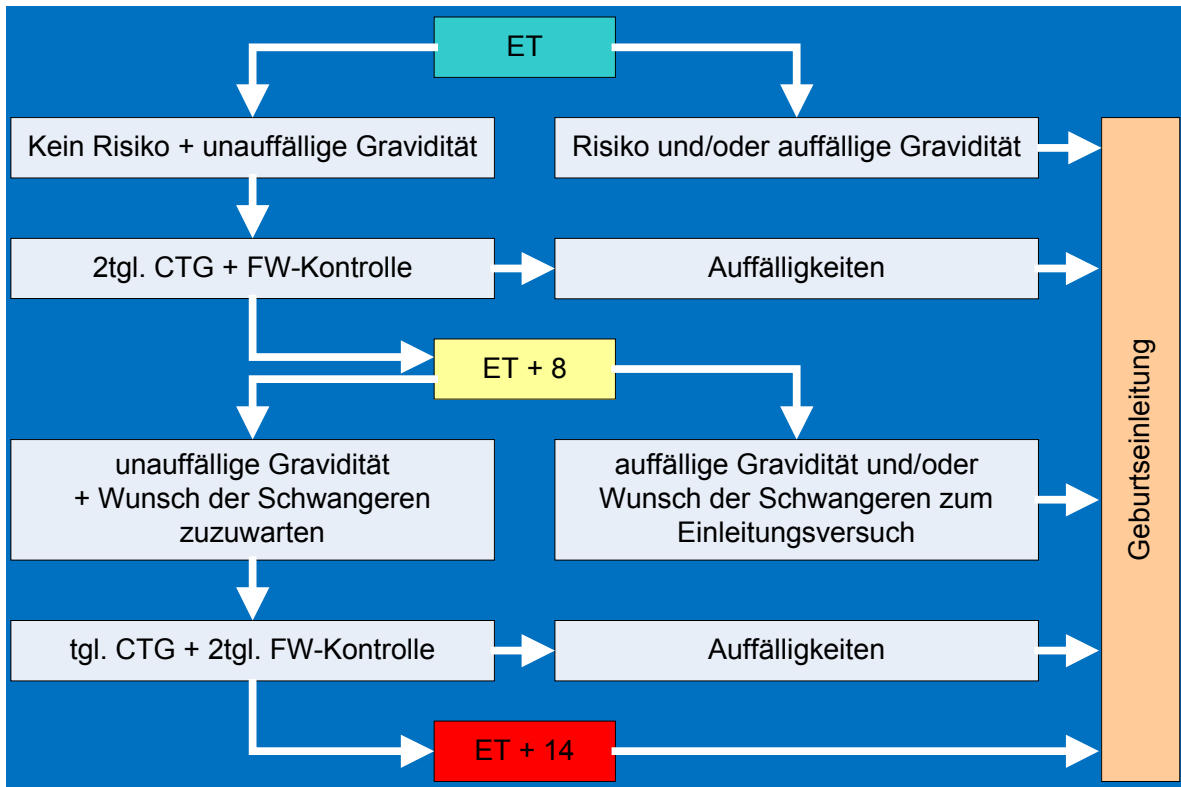 ET
Kein Risiko + unauffällige Gravidität
Risiko und/oder auffällige Gravidität
2tgl. CTG + FW-Kontrolle
Auffälligkeiten
ET + 8
unauffällige Gravidität
+ Wunsch der Schwangeren
zuzuwarten
auffällige Gravidität und/oder
Wunsch der Schwangeren zum
Einleitungsversuch
tgl. CTG + 2tgl. FW-Kontrolle
Auffälligkeiten
ET + 14
Geburtseinleitung